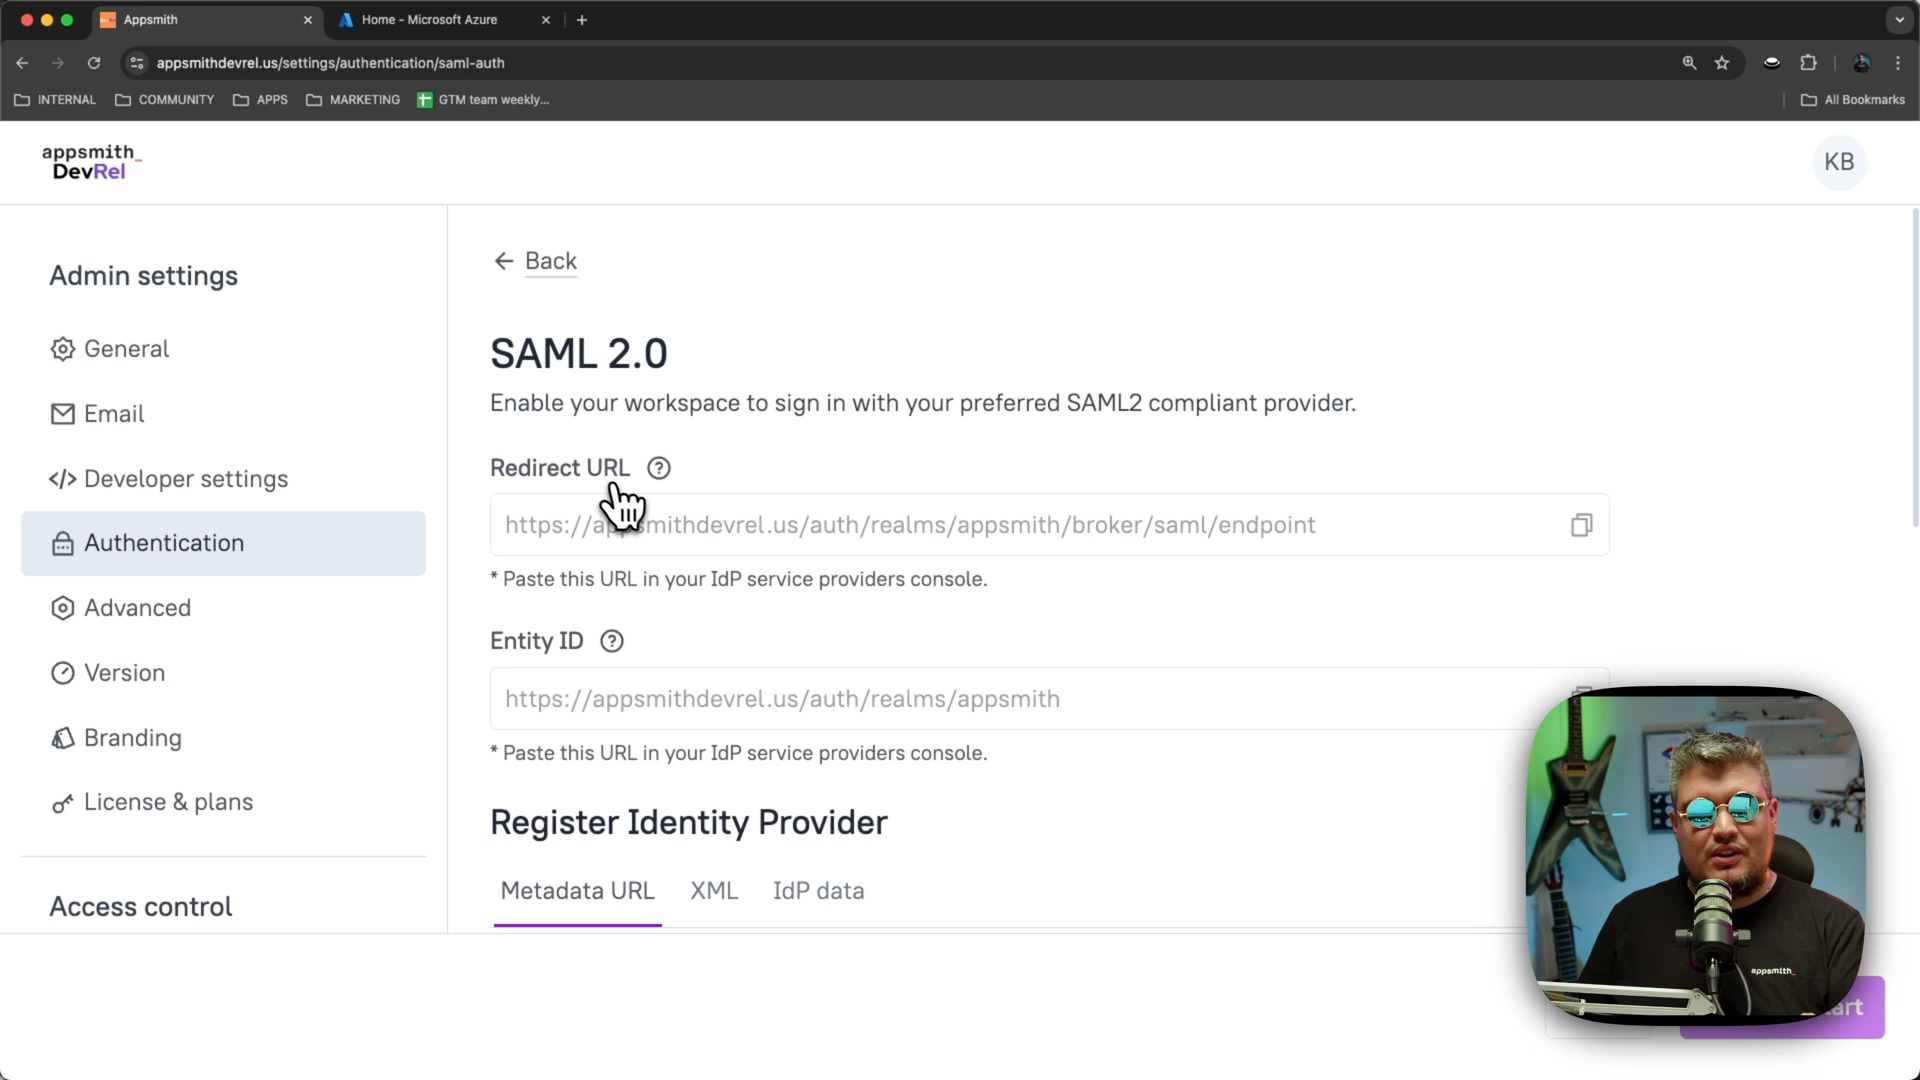 Appsmith
Home - Microsoft Azure
appsmithdevrel.us/settings/authentication/saml-auth
INTERNAL
COMMUNITY
APPS
MARKETING
GTM team weekly...
All Bookmarks
appsmith_
DevRel
KB
Admin settings
General
Email
Developer settings
Authentication
Advanced
Version
Branding
License & plans
Access control
Back
SAML 2.0
Enable your workspace to sign in with your preferred SAML2 compliant provider.
Redirect URL
https://appsmithdevrel.us/auth/realms/appsmith/broker/saml/endpoint
* Paste this URL in your IdP service providers console.
Entity ID
https://appsmithdevrel.us/auth/realms/appsmith
* Paste this URL in your IdP service providers console.
Register Identity Provider
Metadata URL
XML
IdP data
appsmith_